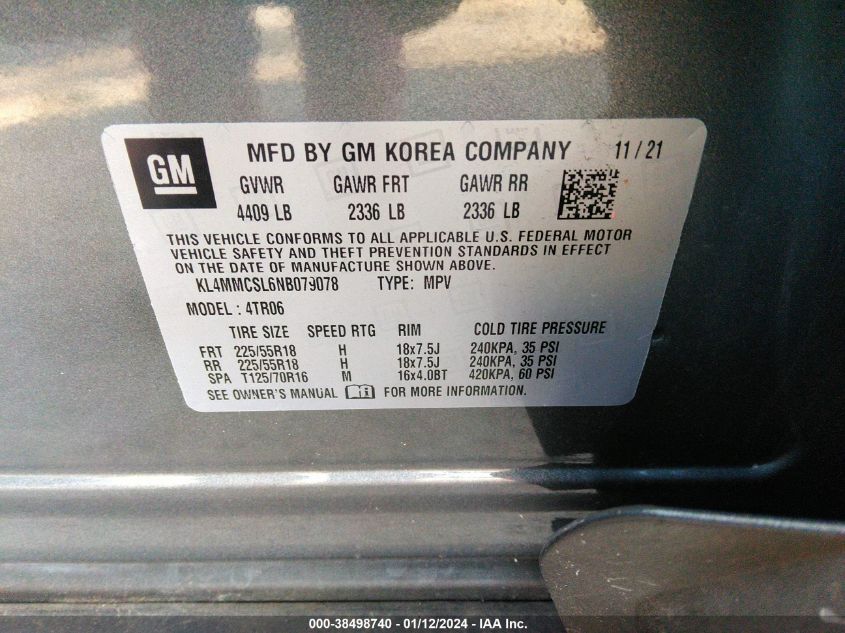 GM MFD BY GM KOREA COMPANY 11 / 21
GVWR GAWR FRT GAWR RR
4409 LB 2336 LB 2336 LB
THIS VEHICLE CONFORMS TO ALL APPLICABLE U.S. FEDERAL MOTOR
VEHICLE SAFETY AND THEFT PREVENTION STANDARDS IN EFFECT
ON THE DATE OF MANUFACTURE SHOWN ABOVE.
KL4MMCSL6NB079078 TYPE: MPV
MODEL : 4TR06
TIRE SIZE SPEED RTG RIM COLD TIRE PRESSURE
FRT 225/55R18 H 18x7.5J 240KPA, 35 PSI
RR 225/55R18 H 18x7.5J 240KPA, 35 PSI
SPA T125/70R16 M 16x4.0BT 420KPA, 60 PSI
SEE OWNER'S MANUAL FOR MORE INFORMATION.
000-38498740 - 01/12/2024 - IAA Inc.